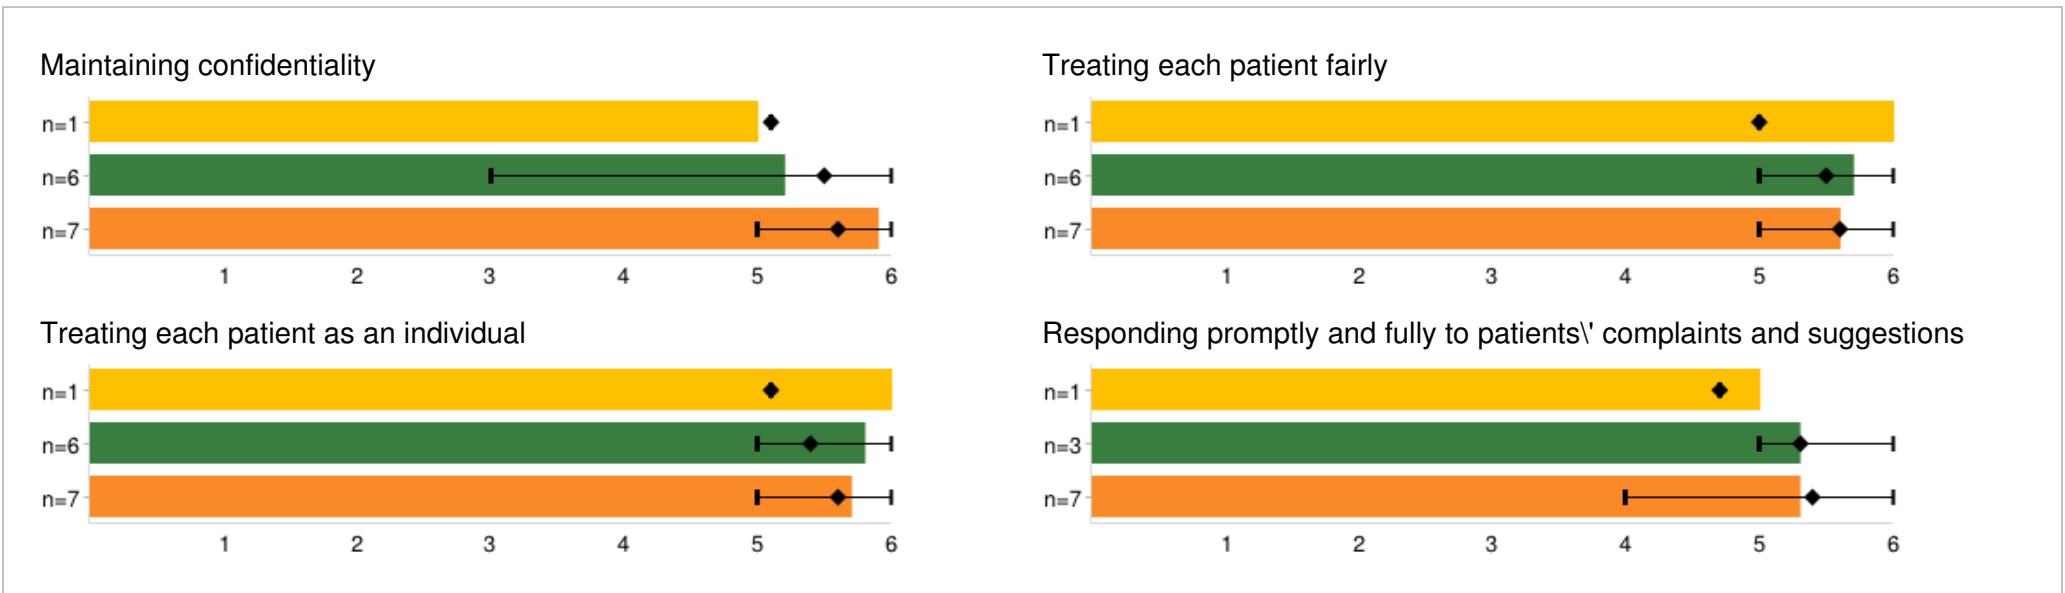 Maintaining confidentiality
n=1
n=6
n=7
1 2 3 4 5 6
Treating each patient fairly
n=1
n=6
n=7
1 2 3 4 5 6
Treating each patient as an individual
n=1
n=6
n=7
1 2 3 4 5 6
Responding promptly and fully to patients\' complaints and suggestions
n=1
n=3
n=7
1 2 3 4 5 6